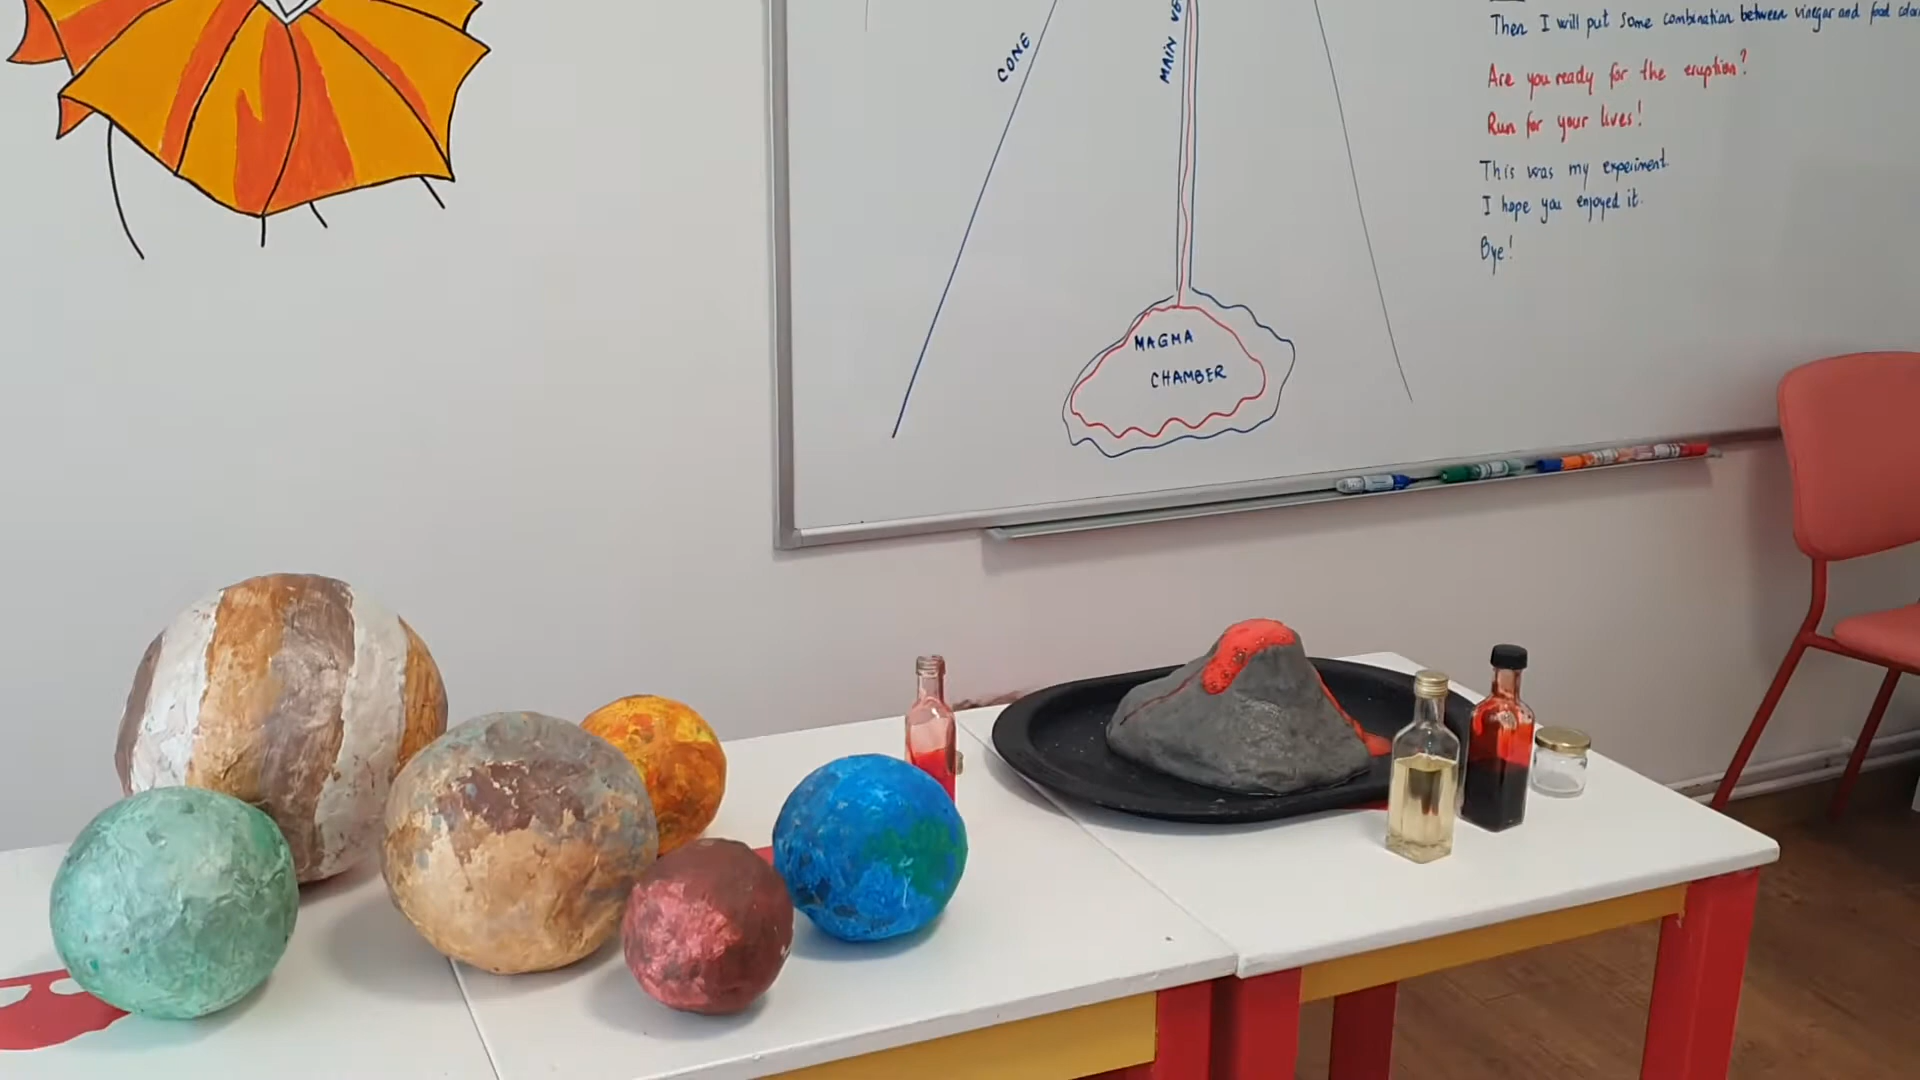 CONE
MAIN
MAGMA
CHAMBER
Then I will put some combination between vinegar and food
Are you ready for the eruption?
Run for your lives!
This was my experiment.
I hope you enjoyed it.
Bye!